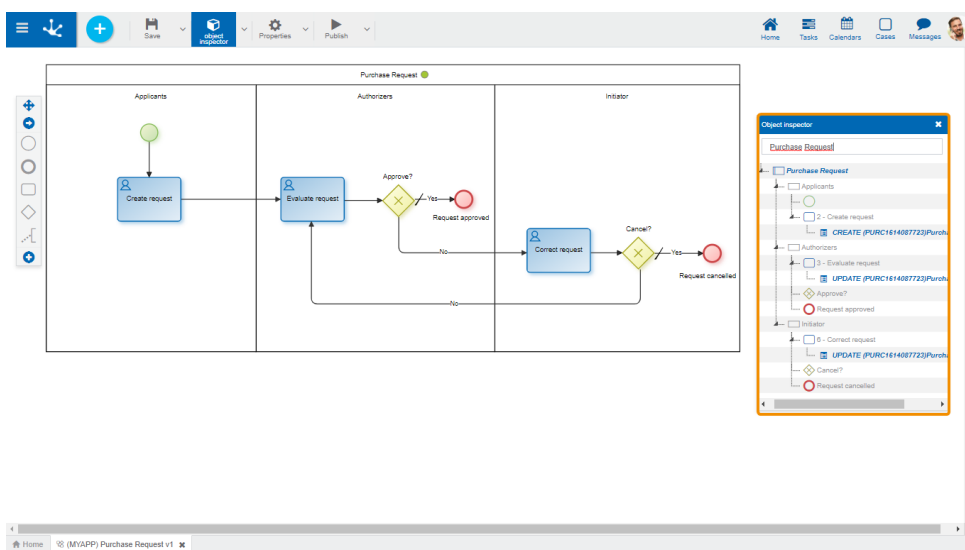 Save
object
inspector
Properties
Publish
Home
Tasks
Calendars
Cases
Messages
Purchase Request
Applicants
Authorizers
Initiator
Create request
Evaluate request
Approve?
Yes
Request approved
No
Correct request
Cancel?
Yes
Request cancelled
No
Object inspector
Purchase Request
Purchase Request
Applicants
2 - Create request
CREATE (PURC1614087723)Purcha
Authorizers
3 - Evaluate request
UPDATE (PURC1614087723)Purcha
Approve?
Request approved
Initiator
6 - Correct request
UPDATE (PURC1614087723)Purcha
Cancel?
Request cancelled
Home
(MYAPP) Purchase Request v1